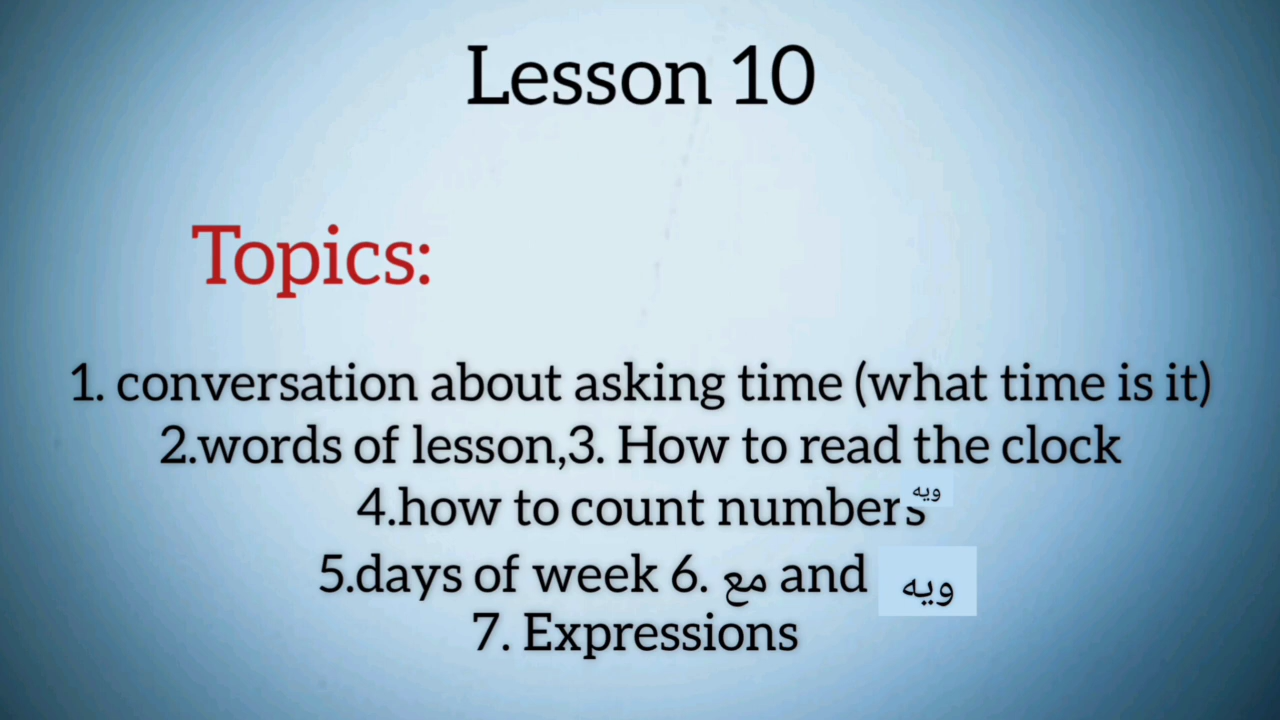 Lesson 10
Topics:
1. conversation about asking time (what time is it)
2.words of lesson,3. How to read the clock
4.how to count numbers ويه
5.days of week 6. مع and ويه
7. Expressions